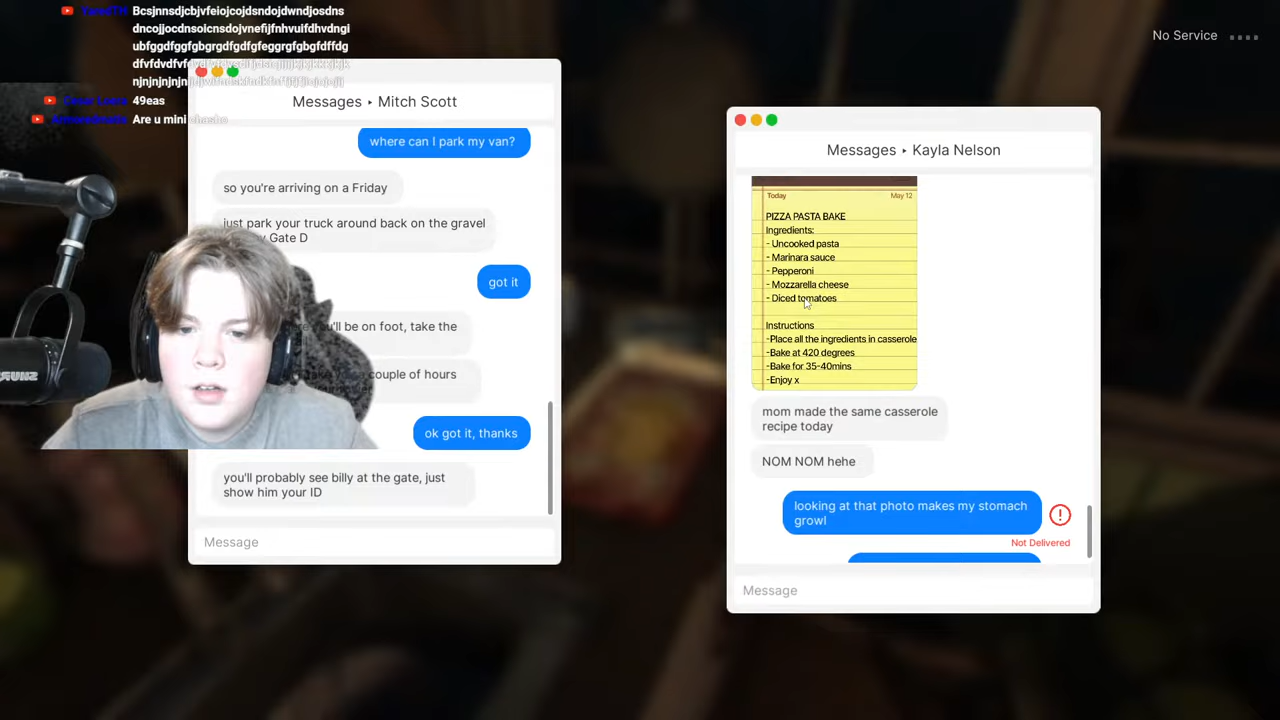 Bcsjnnsdjcbjvfeiojcojdsndojdwndjosdns
dncojjocdnsoicnsdojvnefijfnhvuifdhvdngi
ubfggdfggfgbgrgdfgdfgfeggrgfgbgfdffdg
49eas
Are u mini
No Service
Messages ▸ Mitch Scott
where can I park my van?
so you're arriving on a Friday
just park your truck around back on the gravel
Gate D
got it
you'll be on foot, take the
couple of hours
ok got it, thanks
you'll probably see billy at the gate, just
show him your ID
Message
Messages ▸ Kayla Nelson
Today May 12
PIZZA PASTA BAKE
Ingredients:
- Uncooked pasta
- Marinara sauce
- Pepperoni
- Mozzarella cheese
- Diced tomatoes
Instructions
-Place all the ingredients in casserole
-Bake at 420 degrees
-Bake for 35-40mins
-Enjoy x
mom made the same casserole
recipe today
NOM NOM hehe
looking at that photo makes my stomach
growl
Not Delivered
Message